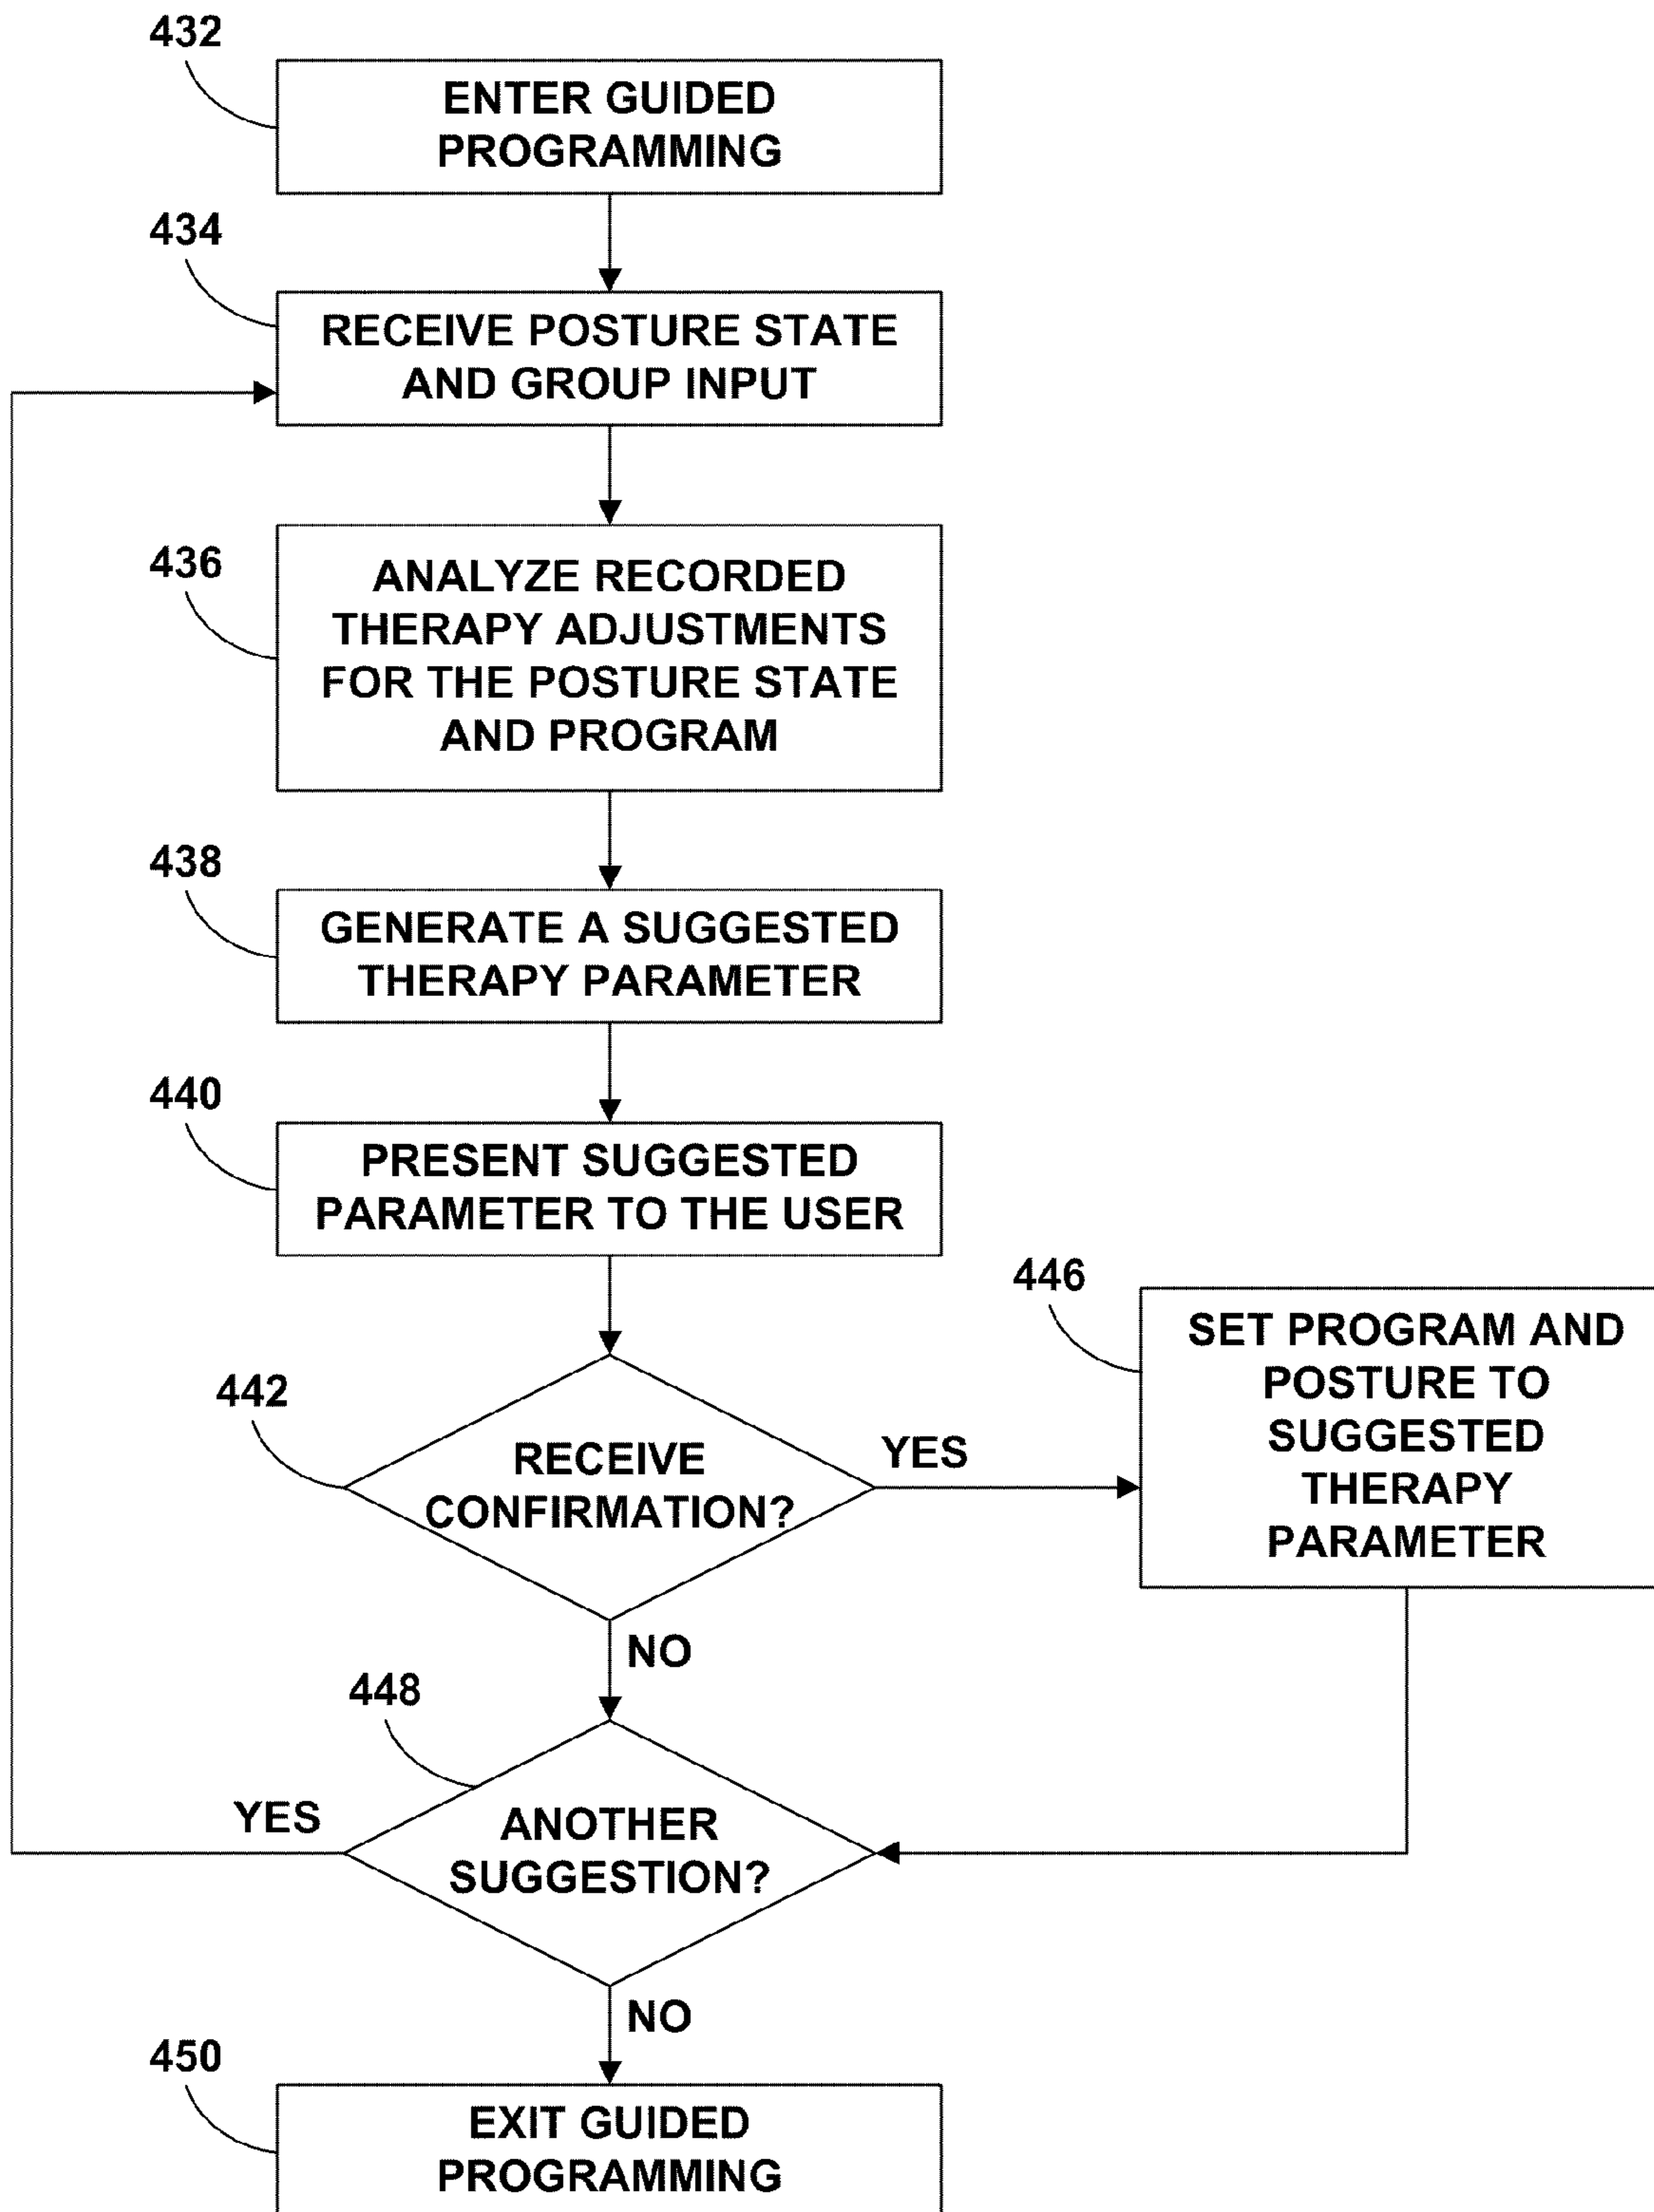 432
ENTER GUIDED
PROGRAMMING
434
RECEIVE POSTURE STATE
AND GROUP INPUT
436
ANALYZE RECORDED
THERAPY ADJUSTMENTS
FOR THE POSTURE STATE
AND PROGRAM
438
GENERATE A SUGGESTED
THERAPY PARAMETER
440
PRESENT SUGGESTED
PARAMETER TO THE USER
442
RECEIVE
CONFIRMATION?
YES
446
SET PROGRAM AND
POSTURE TO
SUGGESTED
THERAPY
PARAMETER
NO
448
ANOTHER
SUGGESTION?
YES
NO
450
EXIT GUIDED
PROGRAMMING